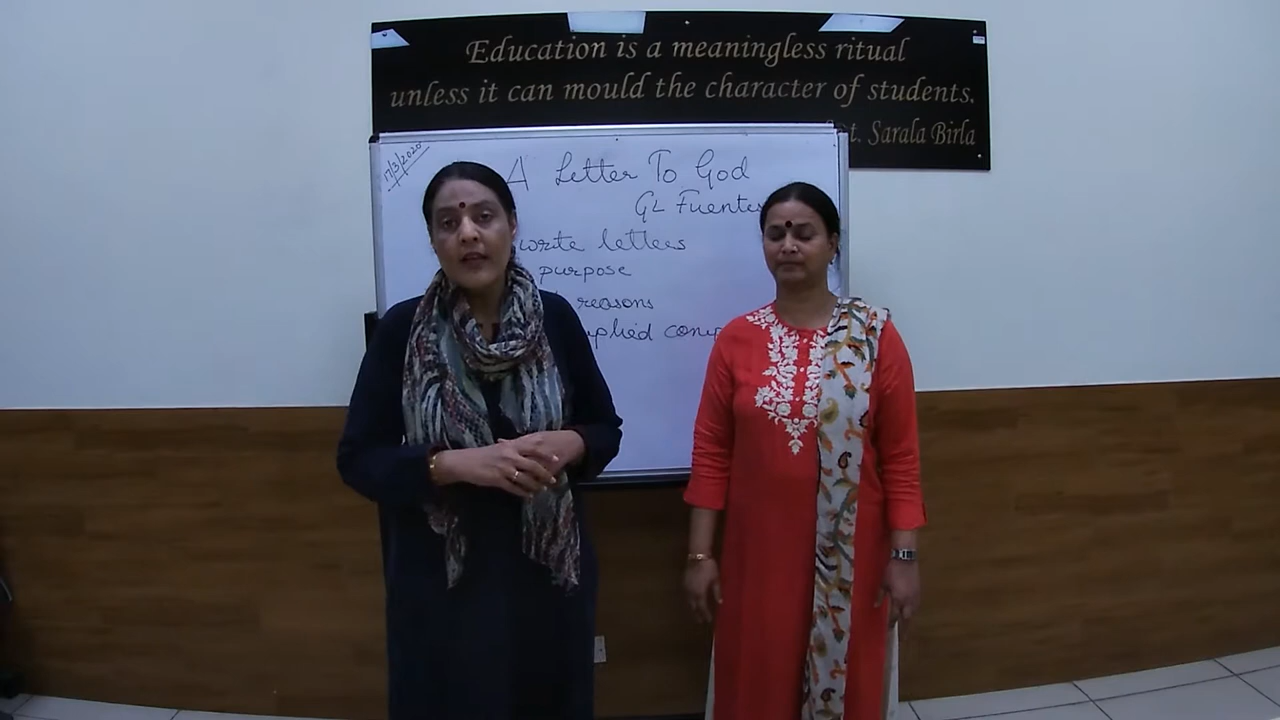 Education is a meaningless ritual
unless it can mould the character of students.
Sarala Birla
17/3/2020
A Letter To God
GL Fuentes
write letters
purpose
reasons